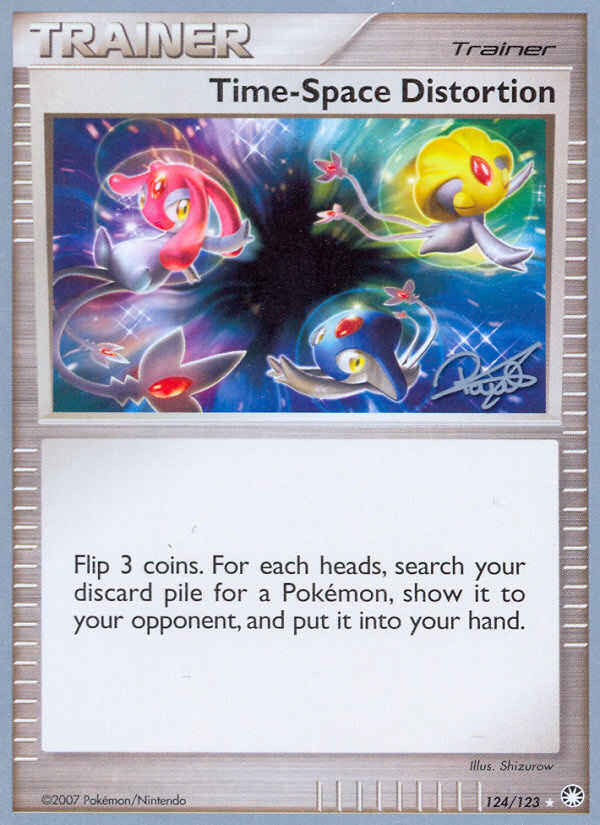 TRAINER
Trainer
Time-Space Distortion
Flip 3 coins. For each heads, search your
discard pile for a Pokémon, show it to
your opponent, and put it into your hand.
Illus. Shizurow
©2007 Pokémon/Nintendo
124/123